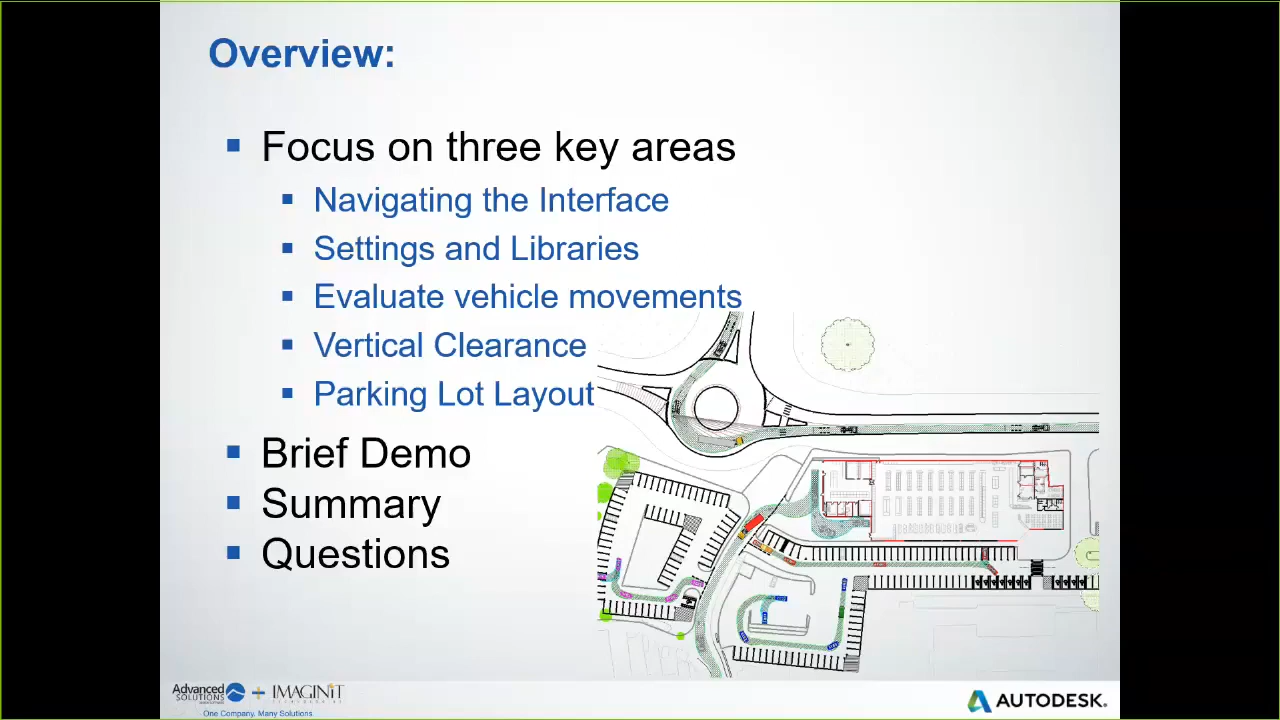 Overview:
Focus on three key areas
Navigating the Interface
Settings and Libraries
Evaluate vehicle movements
Vertical Clearance
Parking Lot Layout
Brief Demo
Summary
Questions
Advanced + IMAGINiT
SOLUTIONS
One Company. Many Solutions.
AUTODESK.